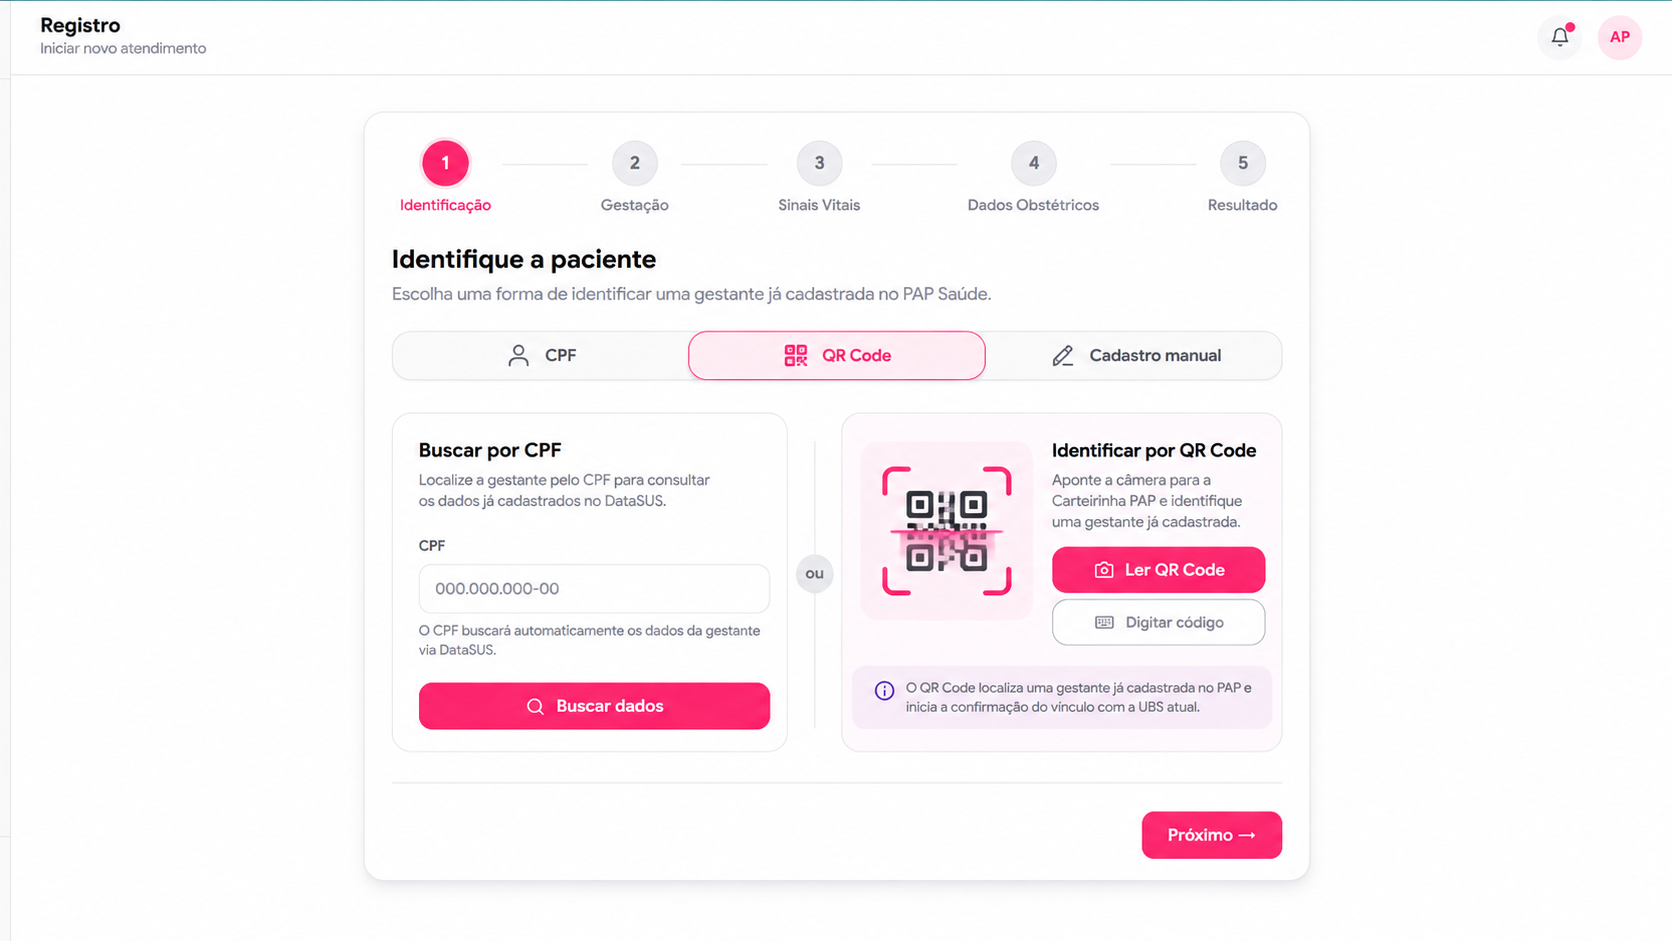 Registro
Iniciar novo atendimento
AP
1
2
3
4
5
Identificação
Gestação
Sinais Vitais
Dados Obstétricos
Resultado
Identifique a paciente
Escolha uma forma de identificar uma gestante já cadastrada no PAP Saúde.
CPF
QR Code
Cadastro manual
Buscar por CPF
Localize a gestante pelo CPF para consultar
os dados já cadastrados no DataSUS.
CPF
000.000.000-00
O CPF buscará automaticamente os dados da gestante
via DataSUS.
Buscar dados
ou
Identificar por QR Code
Aponte a câmera para a
Carteirinha PAP e identifique
uma gestante já cadastrada.
Ler QR Code
Digitar código
O QR Code localiza uma gestante já cadastrada no PAP e
inicia a confirmação do vínculo com a UBS atual.
Próximo →